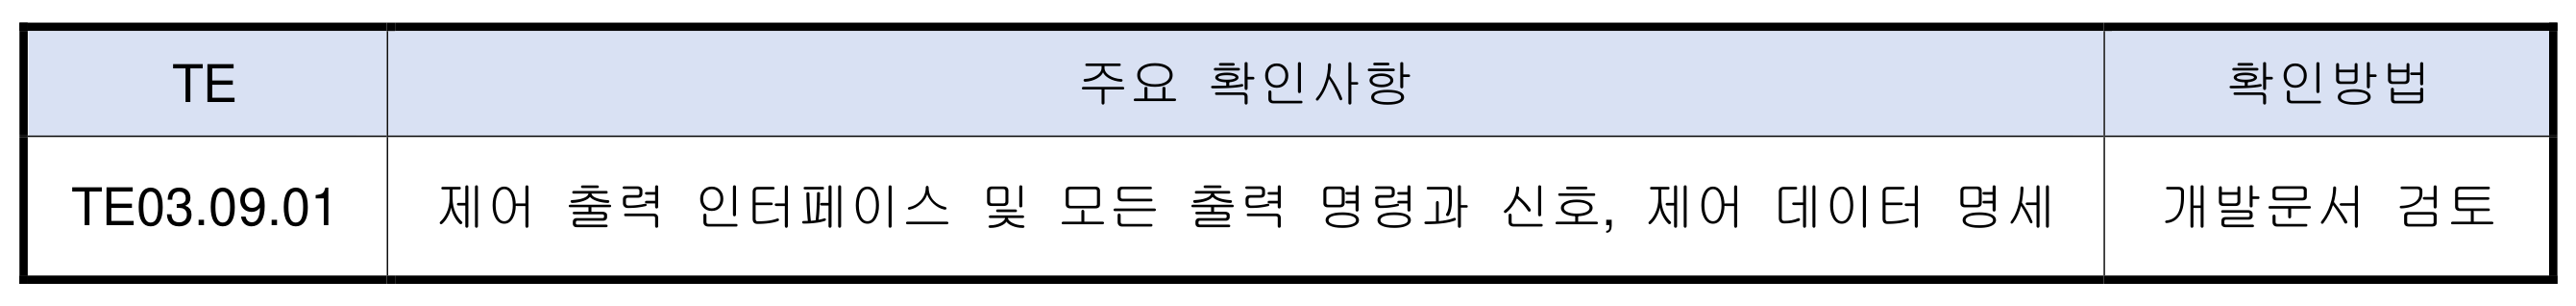 TE 주요 확인사항 확인방법
TE03.09.01 제어 출력 인터페이스 및 모든 출력 명령과 신호, 제어 데이터 명세 개발문서 검토